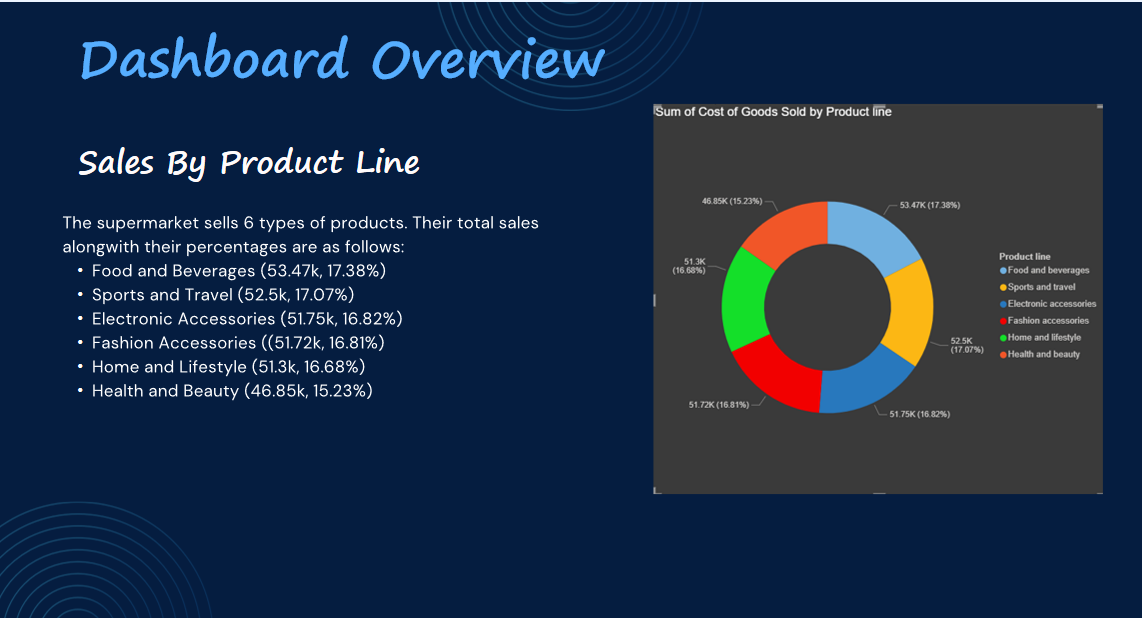 Dashboard Overview
Sales By Product Line
The supermarket sells 6 types of products. Their total sales
alongwith their percentages are as follows:
• Food and Beverages (53.47k, 17.38%)
• Sports and Travel (52.5k, 17.07%)
• Electronic Accessories (51.75k, 16.82%)
• Fashion Accessories ((51.72k, 16.81%)
• Home and Lifestyle (51.3k, 16.68%)
• Health and Beauty (46.85k, 15.23%)
Sum of Cost of Goods Sold by Product line
46.85K (15.23%)
53.47K (17.38%)
51.3K
(16.68%)
52.5K
(17.07%)
51.72K (16.81%)
51.75K (16.82%)
Product line
Food and beverages
Sports and travel
Electronic accessories
Fashion accessories
Home and lifestyle
Health and beauty